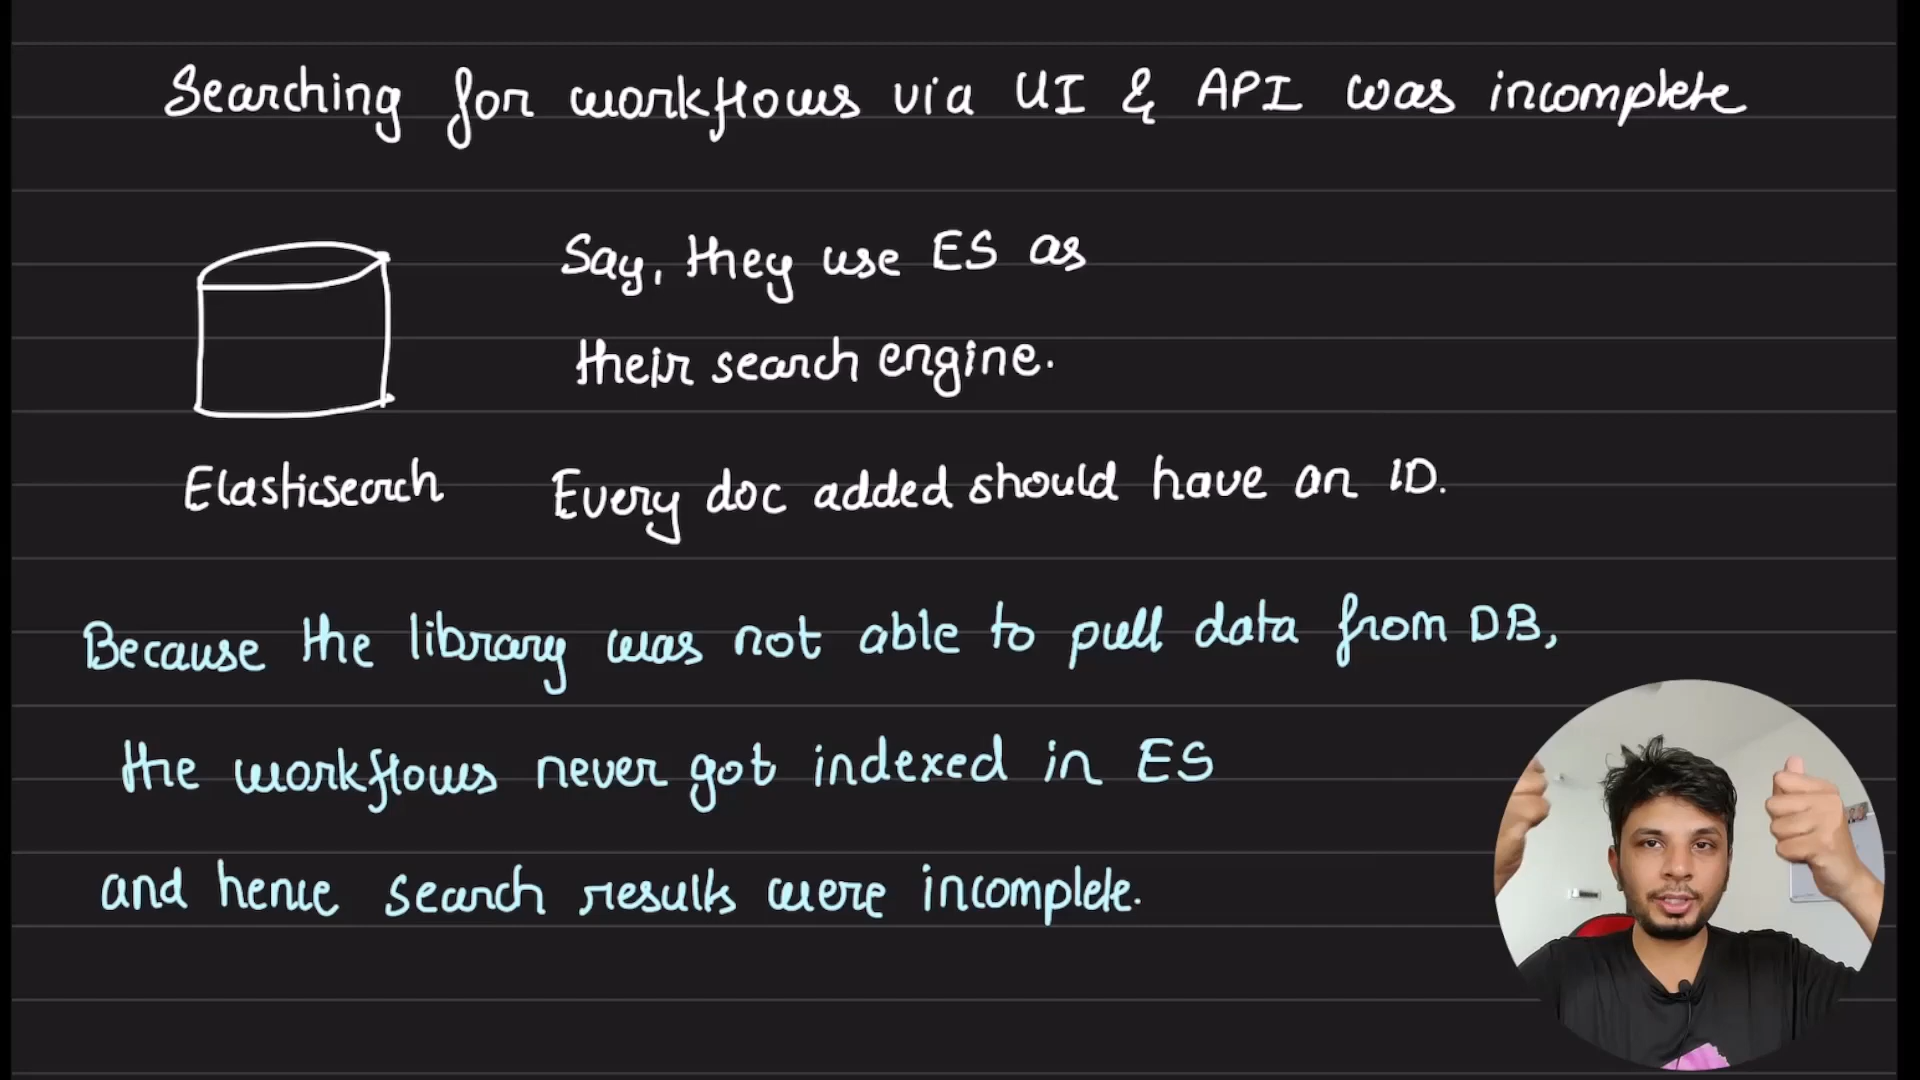 Searching for workflows via UI & API was incomplete
Say, they use ES as
their search engine.
Elasticsearch
Every doc added should have an ID.
Because the library was not able to pull data from DB,
the workflows never got indexed in ES
and hence search results were incomplete.